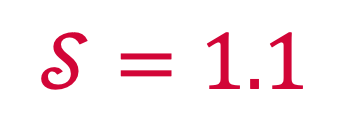 𝒮 = 1.1